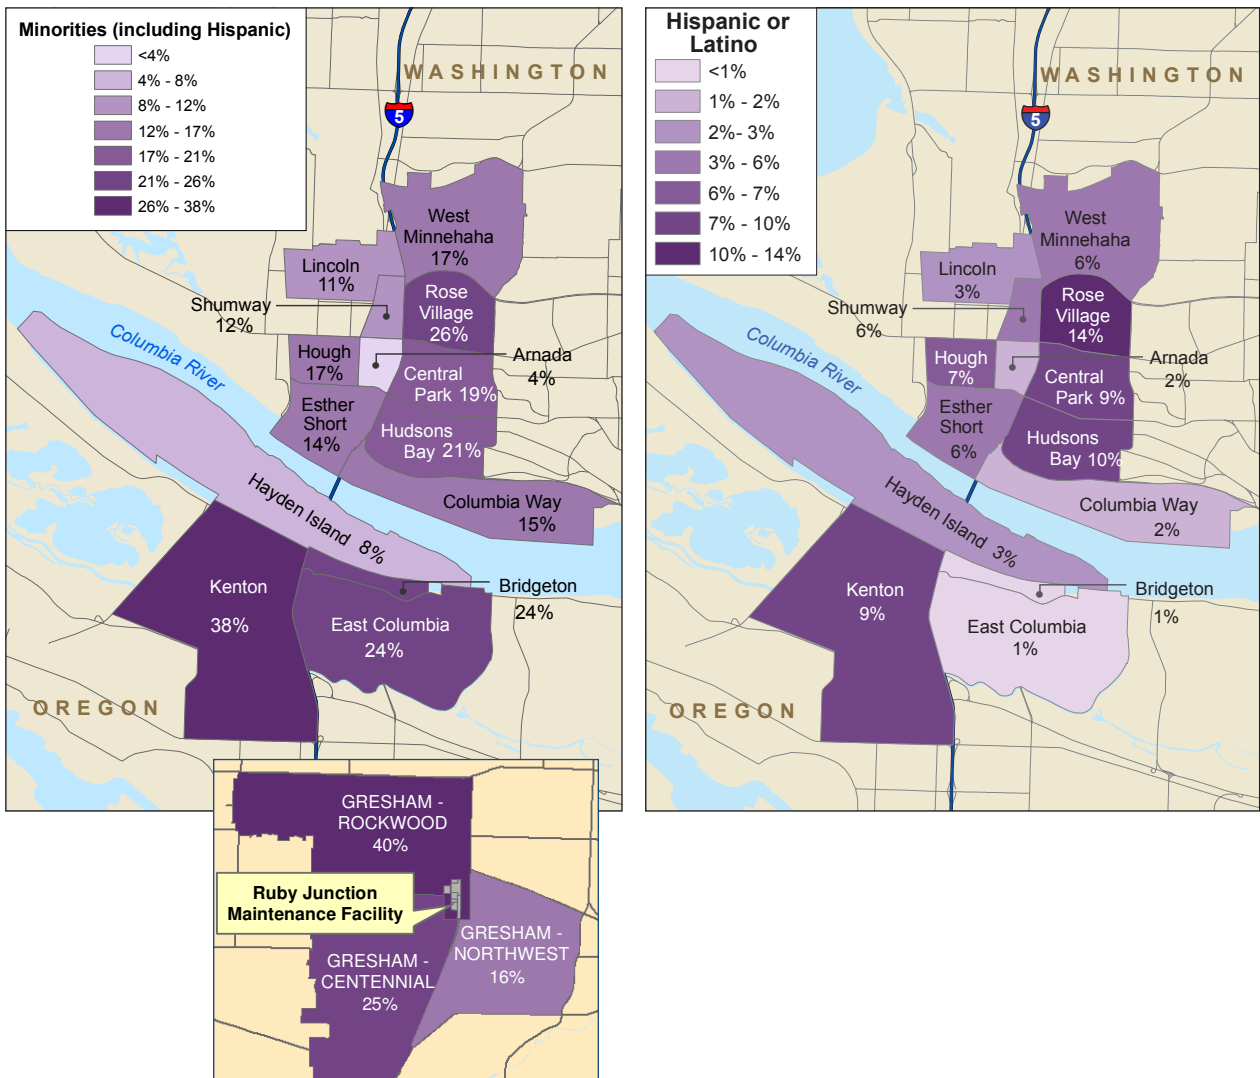 Minorities (including Hispanic)
<4%
4% - 8%
8% - 12%
12% - 17%
17% - 21%
21% - 26%
26% - 38%
WASHINGTON
5
West
Minnehaha
17%
Lincoln
11%
Shumway
12%
Rose
Village
26%
Hough
17%
Arnada
4%
Central
Park 19%
Esther
Short
14%
Hudsons
Bay 21%
Columbia River
Columbia Way
15%
Hayden Island 8%
Kenton
38%
Bridgeton
24%
East Columbia
24%
OREGON
GRESHAM -
ROCKWOOD
40%
Ruby Junction
Maintenance Facility
GRESHAM -
NORTHWEST
16%
GRESHAM -
CENTENNIAL
25%
Hispanic or
Latino
<1%
1% - 2%
2%- 3%
3% - 6%
6% - 7%
7% - 10%
10% - 14%
WASHINGTON
5
West
Minnehaha
6%
Lincoln
3%
Shumway
6%
Rose
Village
14%
Hough
7%
Arnada
2%
Central
Park 9%
Esther
Short
6%
Hudsons
Bay 10%
Columbia River
Columbia Way
2%
Hayden Island 3%
Kenton
9%
Bridgeton
1%
East Columbia
1%
OREGON